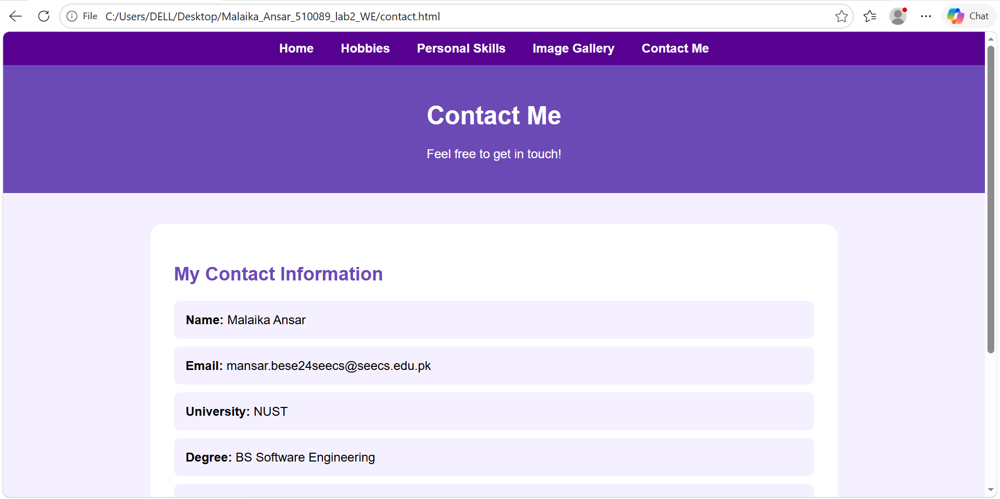 File C:/Users/DELL/Desktop/Malaika_Ansar_510089_lab2_WE/contact.html
Chat
Home Hobbies Personal Skills Image Gallery Contact Me
Contact Me
Feel free to get in touch!
My Contact Information
Name: Malaika Ansar
Email: mansar.bese24seecs@seecs.edu.pk
University: NUST
Degree: BS Software Engineering